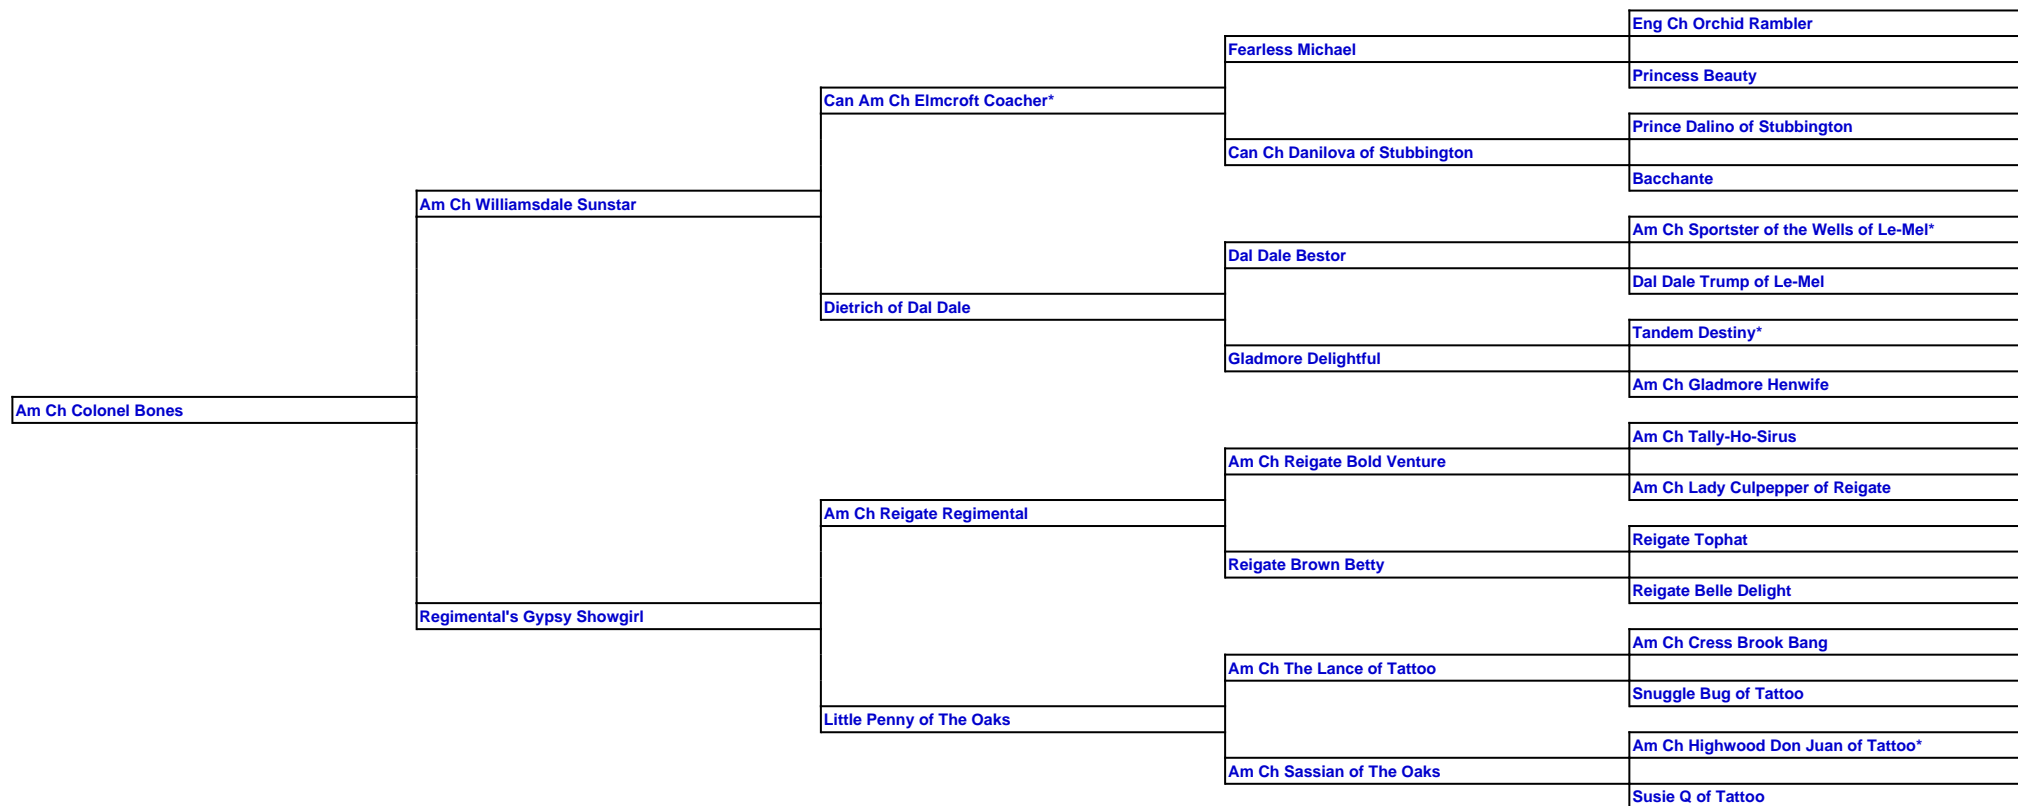 Eng Ch Orchid Rambler
Fearless Michael
Princess Beauty
Can Am Ch Elmcroft Coacher*
Prince Dalino of Stubbington
Can Ch Danilova of Stubbington
Bacchante
Am Ch Williamsdale Sunstar
Am Ch Sportster of the Wells of Le-Mel*
Dal Dale Bestor
Dal Dale Trump of Le-Mel
Dietrich of Dal Dale
Tandem Destiny*
Gladmore Delightful
Am Ch Gladmore Henwife
Am Ch Colonel Bones
Am Ch Tally-Ho-Sirus
Am Ch Reigate Bold Venture
Am Ch Lady Culpepper of Reigate
Am Ch Reigate Regimental
Reigate Tophat
Reigate Brown Betty
Reigate Belle Delight
Regimental's Gypsy Showgirl
Am Ch Cress Brook Bang
Am Ch The Lance of Tattoo
Snuggle Bug of Tattoo
Little Penny of The Oaks
Am Ch Highwood Don Juan of Tattoo*
Am Ch Sassian of The Oaks
Susie Q of Tattoo